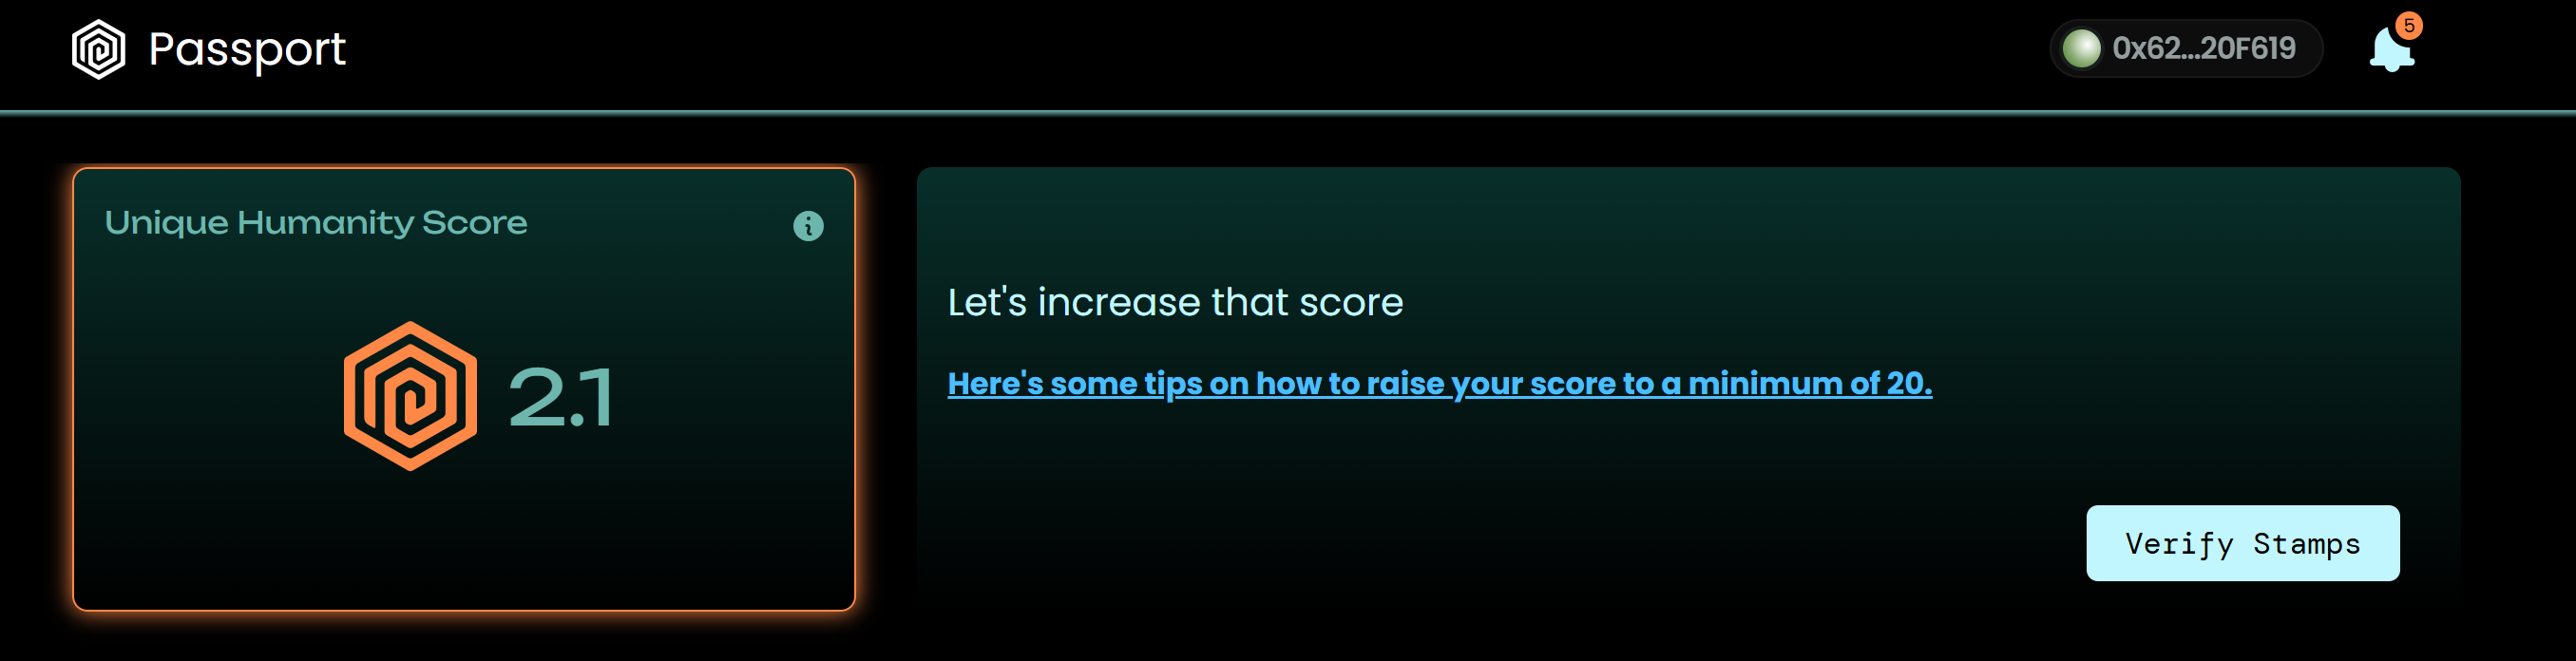 Passport
0x62...20F619
5
Unique Humanity Score
2.1
Let's increase that score
Here's some tips on how to raise your score to a minimum of 20.
Verify Stamps